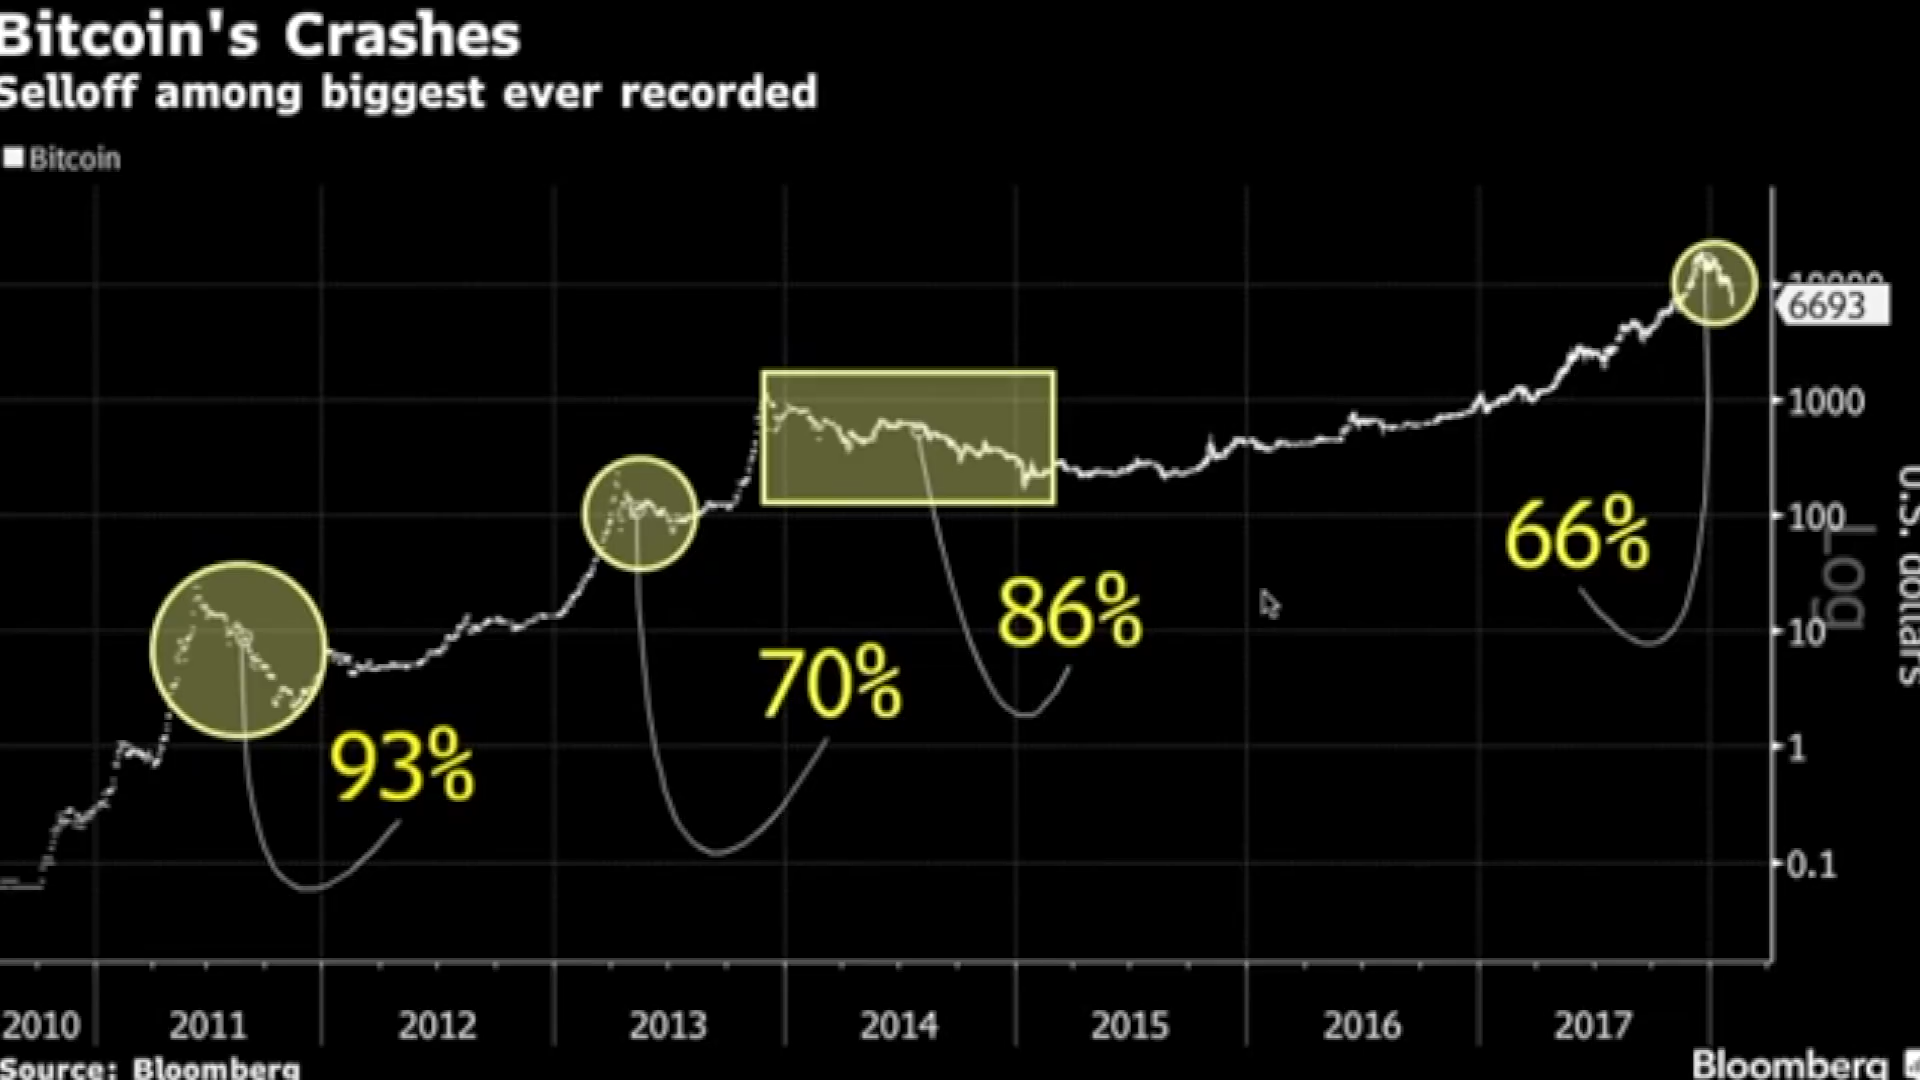 Bitcoin's Crashes
Selloff among biggest ever recorded
Bitcoin
10000
6693
1000
100
10
1
0.1
Log
U.S. dollars
66%
86%
70%
93%
2010 2011 2012 2013 2014 2015 2016 2017
Source: Bloomberg
Bloomberg